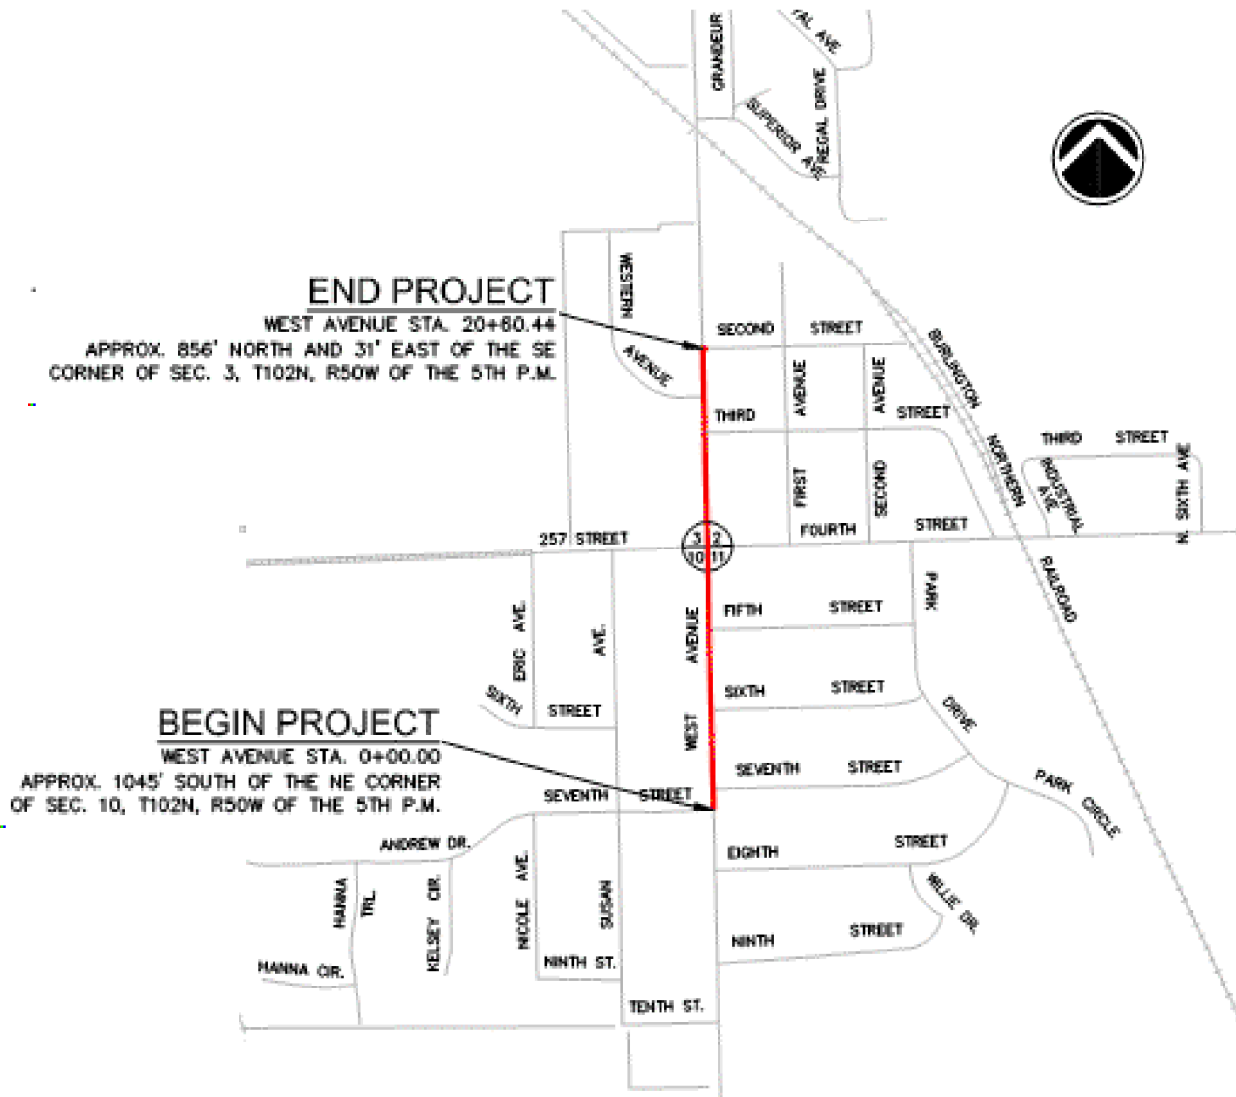 GRANDEUR
AL AVE
REGAL DRIVE
SUPERIOR AVE
END PROJECT
WEST AVENUE STA. 20+60.44
APPROX. 856' NORTH AND 31' EAST OF THE SE
CORNER OF SEC. 3, T102N, R50W OF THE 5TH P.M.
WESTERN
AVENUE
SECOND STREET
BURLINGTON
NORTHERN
RAILROAD
THIRD STREET
FIRST AVENUE
SECOND AVENUE
THIRD STREET
INDUSTRIAL AVE
N. SIXTH AVE
FOURTH STREET
257 STREET
3 2
10 11
ERIC AVE.
AVE.
WEST AVENUE
FIFTH STREET
PARK
DRIVE
SIXTH STREET
SIXTH STREET
BEGIN PROJECT
WEST AVENUE STA. 0+00.00
APPROX. 1045' SOUTH OF THE NE CORNER
OF SEC. 10, T102N, R50W OF THE 5TH P.M.
SEVENTH STREET
SEVENTH STREET
PARK CIRCLE
ANDREW DR.
EIGHTH STREET
WILLIE DR.
HANNA TRL.
KELSEY CIR.
NICOLE AVE.
SUSAN
NINTH STREET
HANNA CIR.
NINTH ST.
TENTH ST.